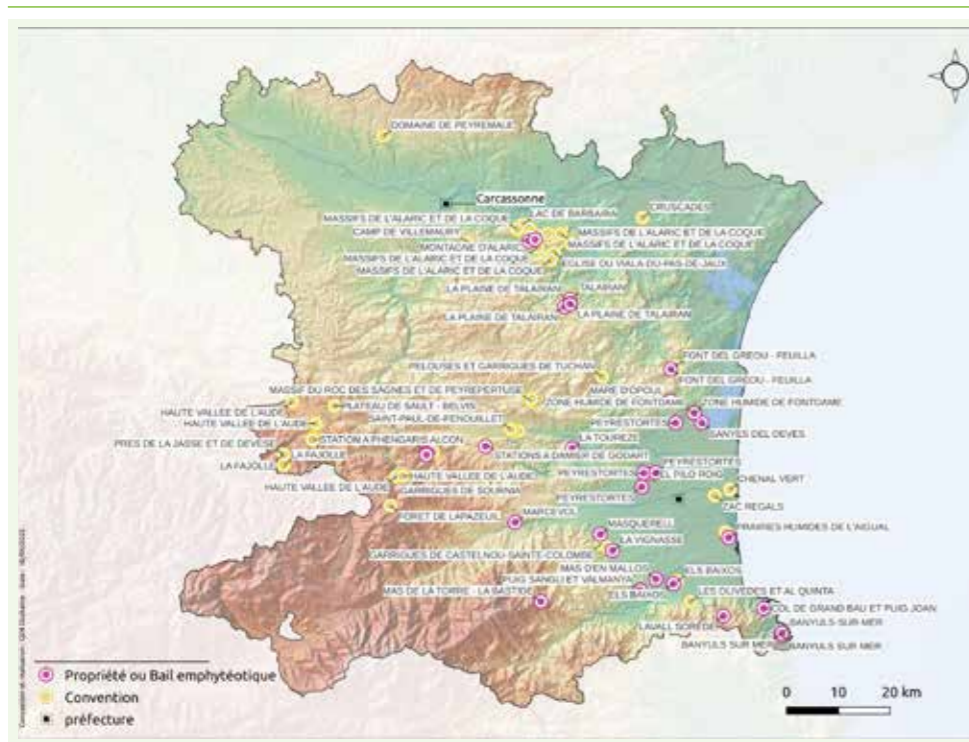 DOMAINE DE PEYREMALE
Carcassonne
CRUSCADES
LAC DE BARBAIRA
MASSIFS DE L'ALARIC ET DE LA COQUE
CAMP DE VILLEMAURY
MASSIFS DE L'ALARIC ET DE LA COQUE
MONTAGNE D'ALARIC
MASSIFS DE L'ALARIC ET DE LA COQUE
MASSIFS DE L'ALARIC ET DE LA COQUE
EGLISE OU VIALA-DU-PAS-DE-JAUX
MASSIFS DE L'ALARIC ET DE LA COQUE
LA PLAINE DE TALAIRAN
TALAIRAN
LA PLAINE DE TALAIRAN
LA PLAINE DE TALAIRAN
FONT DEL GREOU - FEUILLA
PELOUSES ET GARRIGUES DE TUCHAN
FONT DEL GREOU - FEUILLA
MASSIF DU ROC DES SAGNES ET DE PEYREPERTUSE
MARE D'OPOUL
ZONE HUMIDE DE FONTDAME
ZONE HUMIDE DE FONTDAME
HAUTE VALLEE DE L'AUDE
PLATEAU DE SAULT - BELVIS
SAINT-PAUL-DE-FENOUILLET
HAUTE VALLEE DE L'AUDE
PEYRESTORTES
SANYES DEL DEVES
PRES DE LA JASSE ET DE DEVESE
STATION A PHENGARIS ALCON
LA TOUREZE
LA FAJOLLE
STATIONS A DAMIER DE GODART
PEYRESTORTES
LA FAJOLLE
HAUTE VALLEE DE L'AUDE
PEYRESTORTES
EL PILO ROIG
CHENAL VERT
HAUTE VALLEE DE L'AUDE
GARRIGUES DE SOURNIA
PEYRESTORTES
ZAC REGALS
FORET DE LAPAZEUIL
MARCEVOL
MASQUERELL
PRAIRIES HUMIDES DE L'AIGUAL
LA VIGNASSE
GARRIGUES DE CASTELNOU-SAINTE-COLOMBE
MAS D'EN MALLOS
ELS BAIXOS
PUIG SANGLI ET VALMANYA
MAS DE LA TORRE - LA BASTIDE
ELS BAIXOS
LES OLIVEDES ET AL QUINTA
COL DE GRAND BAU ET PUIG JOAN
LAVALL SOREDE
BANYULS-SUR-MER
BANYULS SUR MER
BANYULS SUR MER
Propriété ou Bail emphytéotique
Convention
préfecture
0 10 20 km